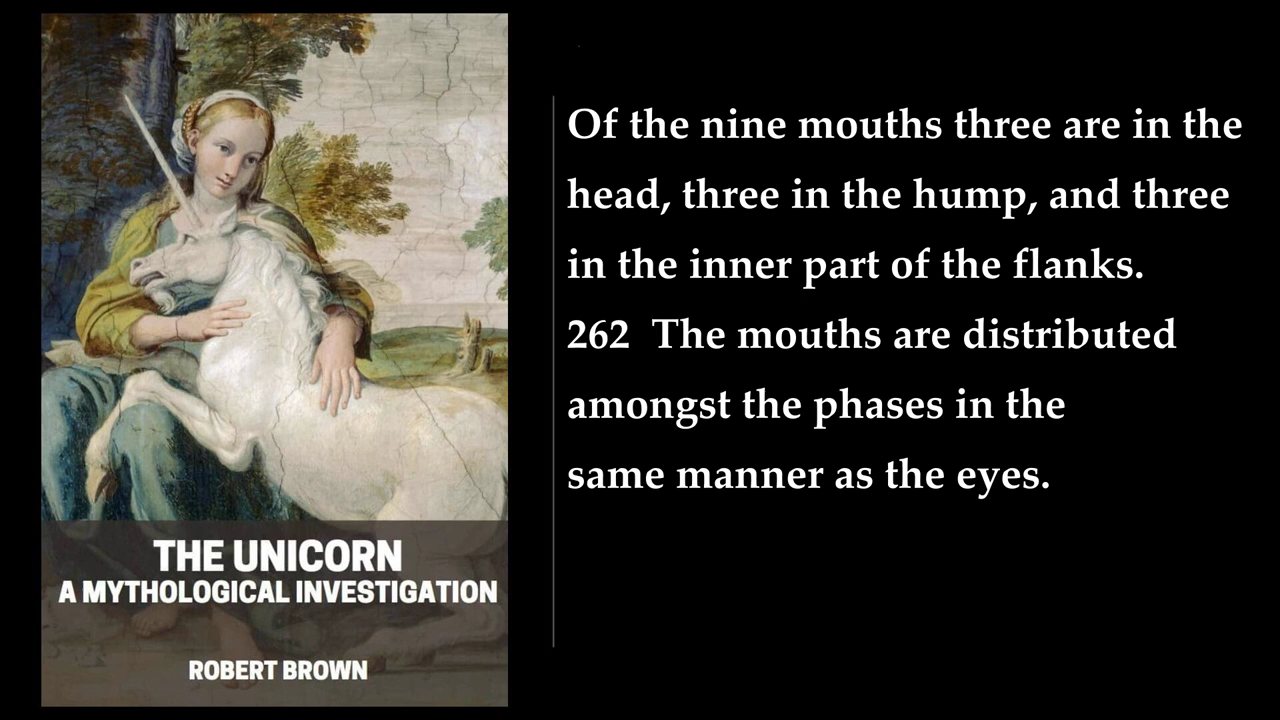 Of the nine mouths three are in the
head, three in the hump, and three
in the inner part of the flanks.
262  The mouths are distributed
amongst the phases in the
same manner as the eyes.
THE UNICORN
A MYTHOLOGICAL INVESTIGATION
ROBERT BROWN